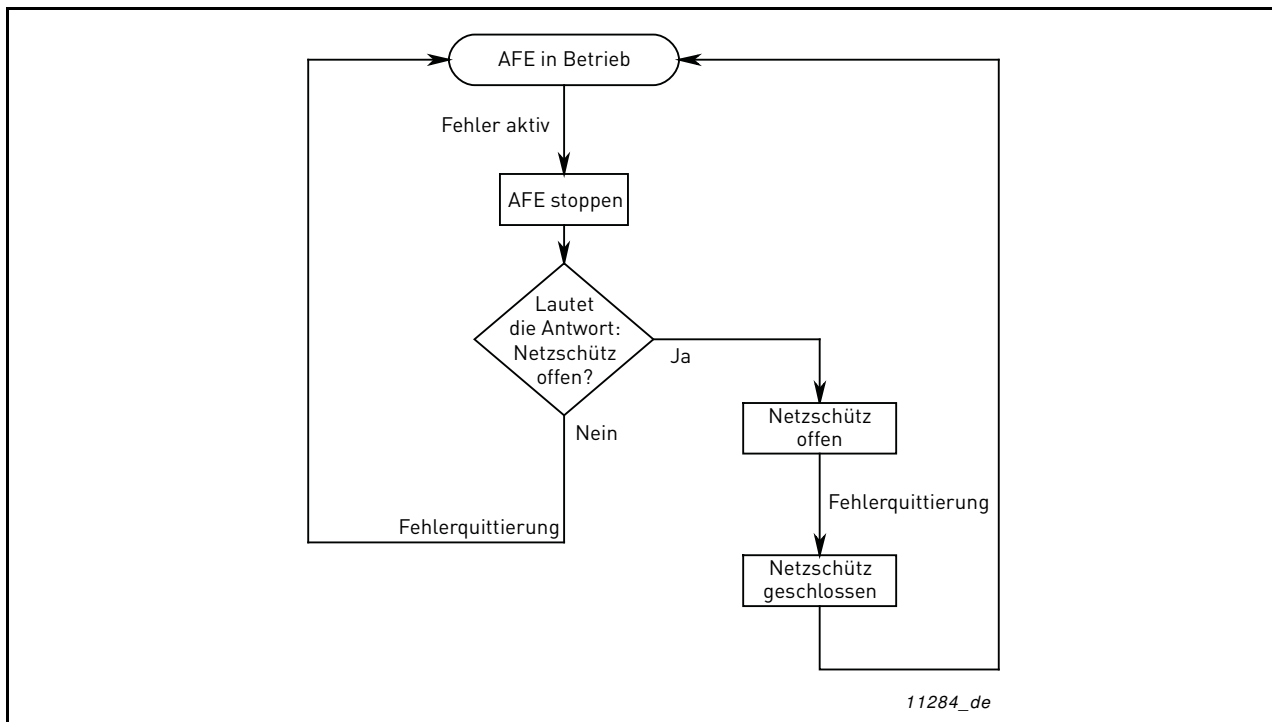 AFE in Betrieb
Fehler aktiv
AFE stoppen
Lautet
die Antwort:
Netzschütz
offen?
Ja
Nein
Netzschütz
offen
Fehlerquittierung
Fehlerquittierung
Netzschütz
geschlossen
11284_de